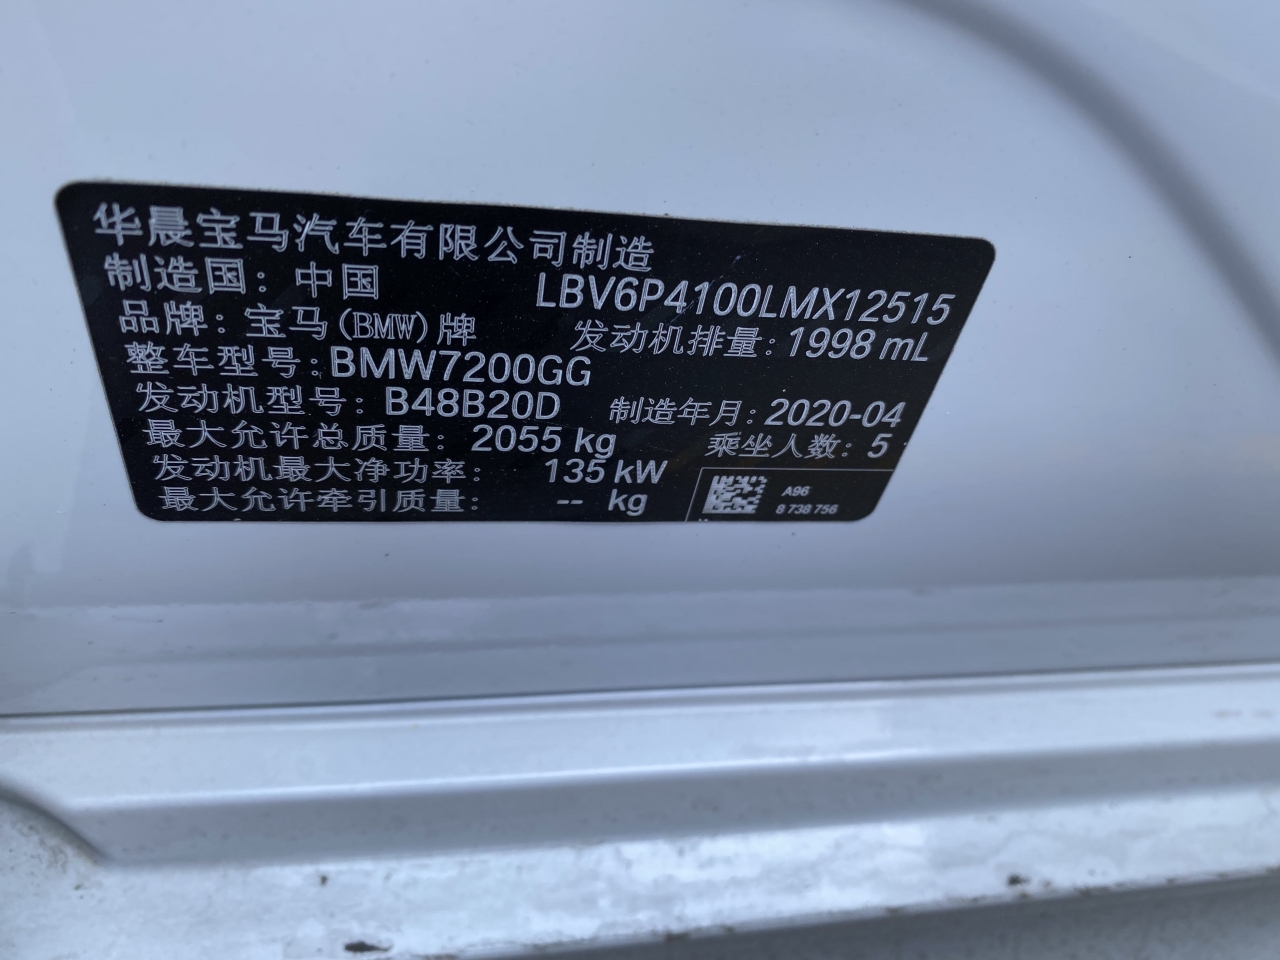 华晨宝马汽车有限公司制造
制造国：中国 LBV6P4100LMX12515
品牌：宝马(BMW)牌 发动机排量：1998 mL
整车型号：BMW7200GG
发动机型号：B48B20D 制造年月：2020-04
最大允许总质量：2055 kg 乘坐人数：5
发动机最大净功率：135 kW
最大允许牵引质量：-- kg
A96
8 738 756